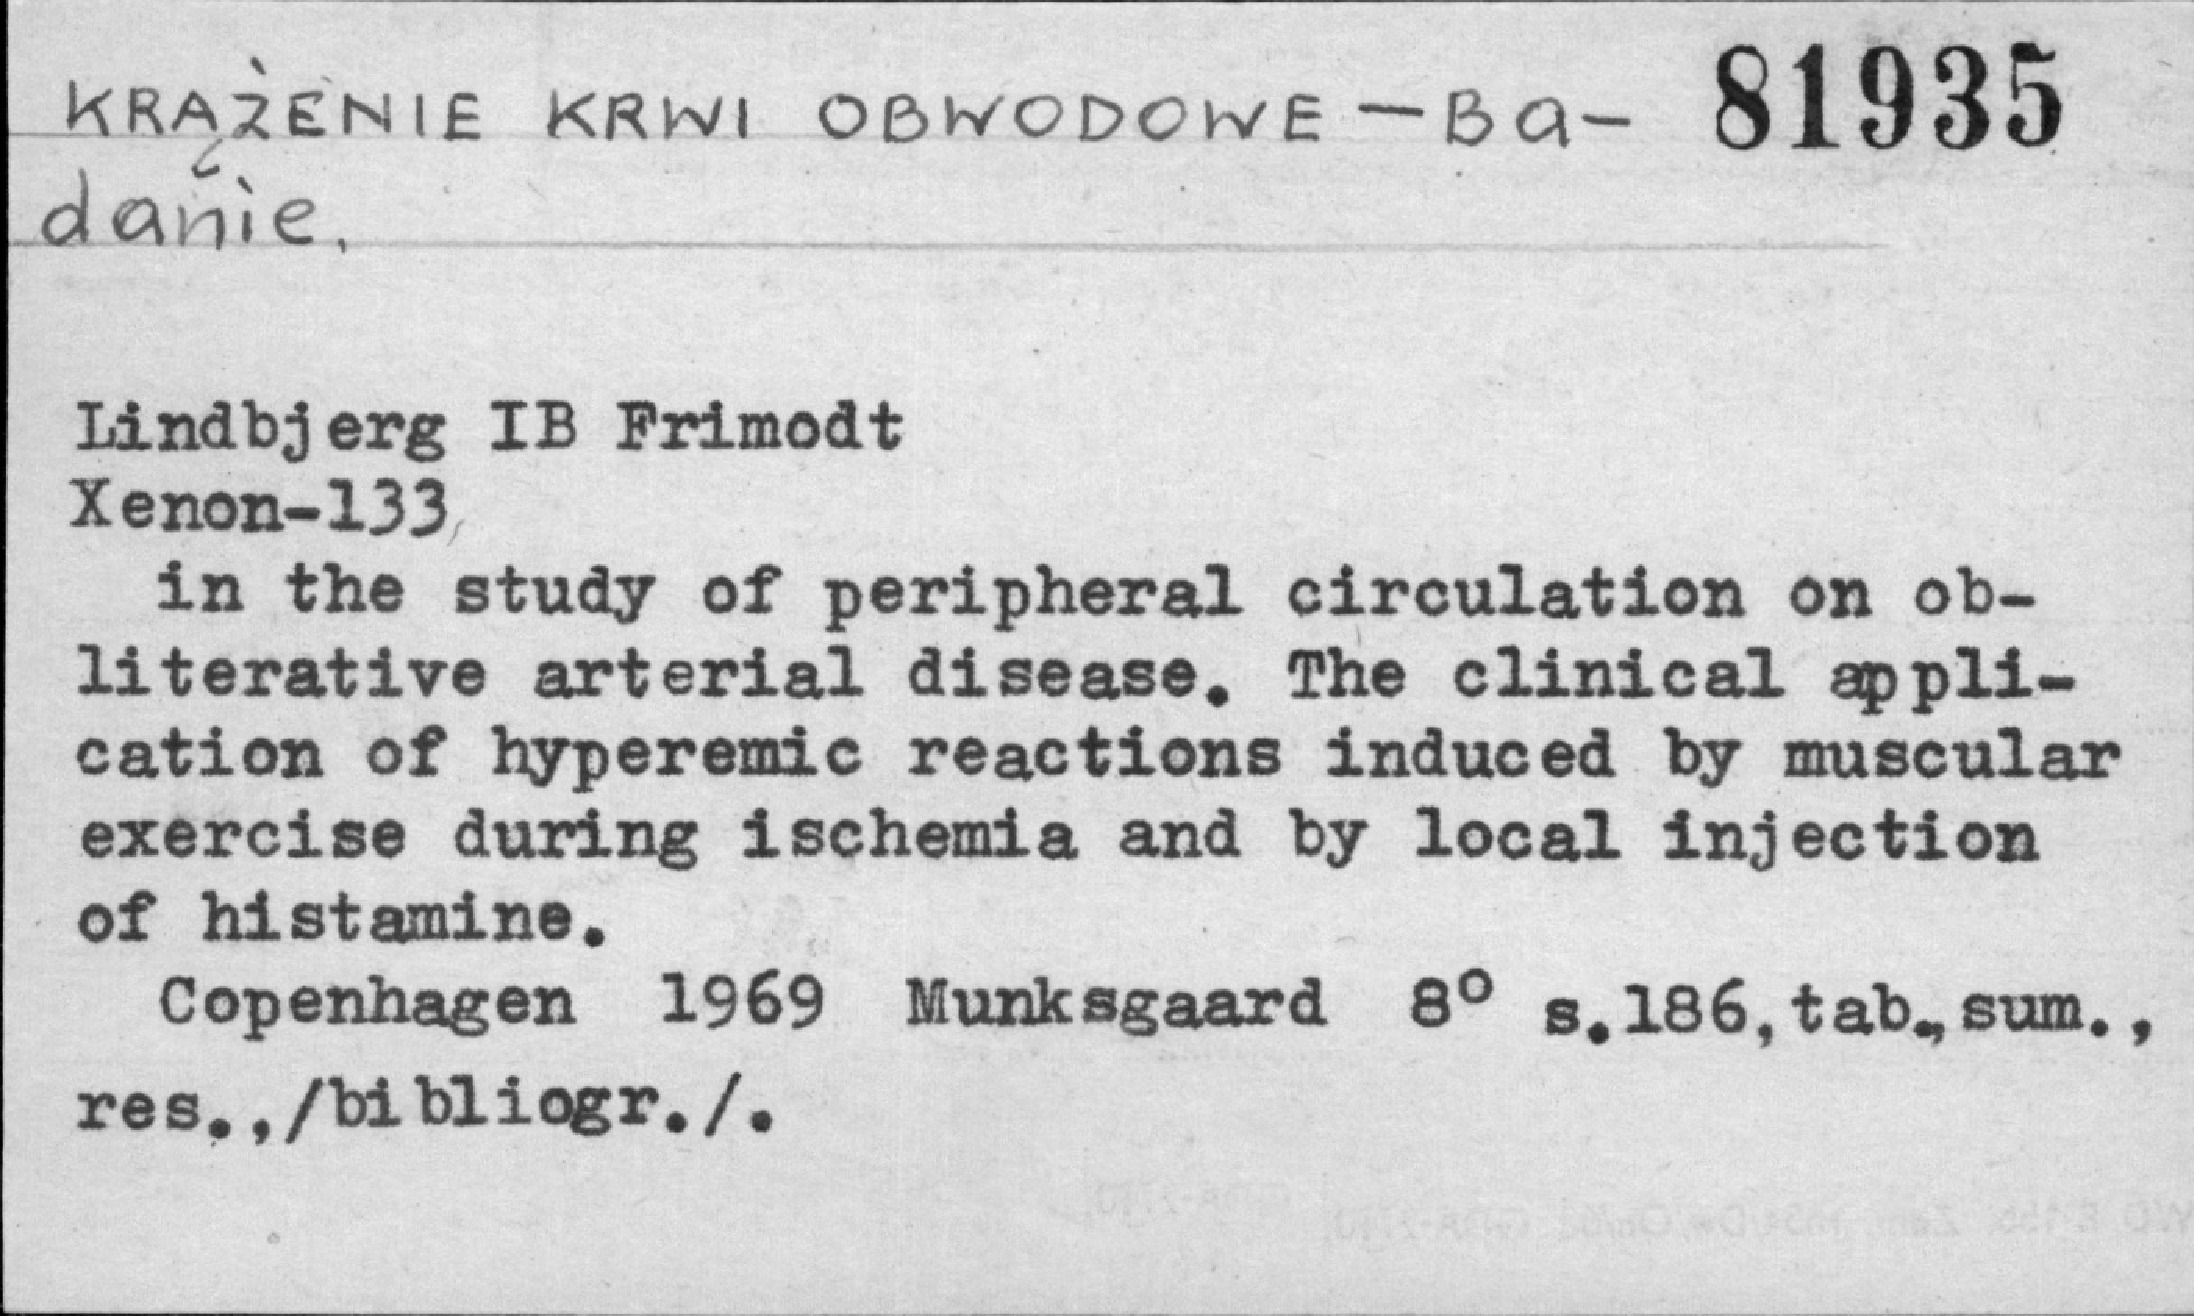 KRĄŻENIE KRWI OBWODOWE – Ba- 81935
danie.
Lindbjerg IB Frimodt
Xenon-133,
in the study of peripheral circulation on ob-
literative arterial disease. The clinical appli-
cation of hyperemic reactions induced by muscular
exercise during ischemia and by local injection
of histamine.
Copenhagen 1969 Munksgaard 8° s.186,tab.,sum.,
res.,/bibliogr./.